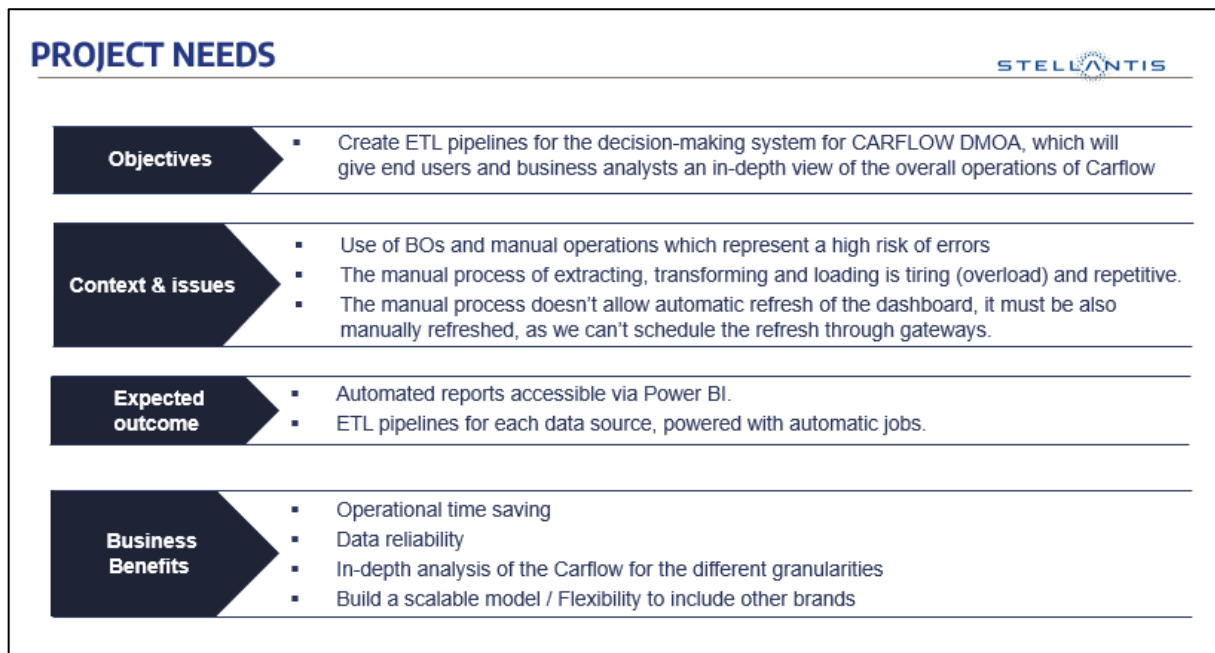 PROJECT NEEDS
STELLANTIS
Objectives
▪ Create ETL pipelines for the decision-making system for CARFLOW DMOA, which will
give end users and business analysts an in-depth view of the overall operations of Carflow
Context & issues
▪ Use of BOs and manual operations which represent a high risk of errors
▪ The manual process of extracting, transforming and loading is tiring (overload) and repetitive.
▪ The manual process doesn't allow automatic refresh of the dashboard, it must be also
manually refreshed, as we can't schedule the refresh through gateways.
Expected
outcome
▪ Automated reports accessible via Power BI.
▪ ETL pipelines for each data source, powered with automatic jobs.
Business
Benefits
▪ Operational time saving
▪ Data reliability
▪ In-depth analysis of the Carflow for the different granularities
▪ Build a scalable model / Flexibility to include other brands